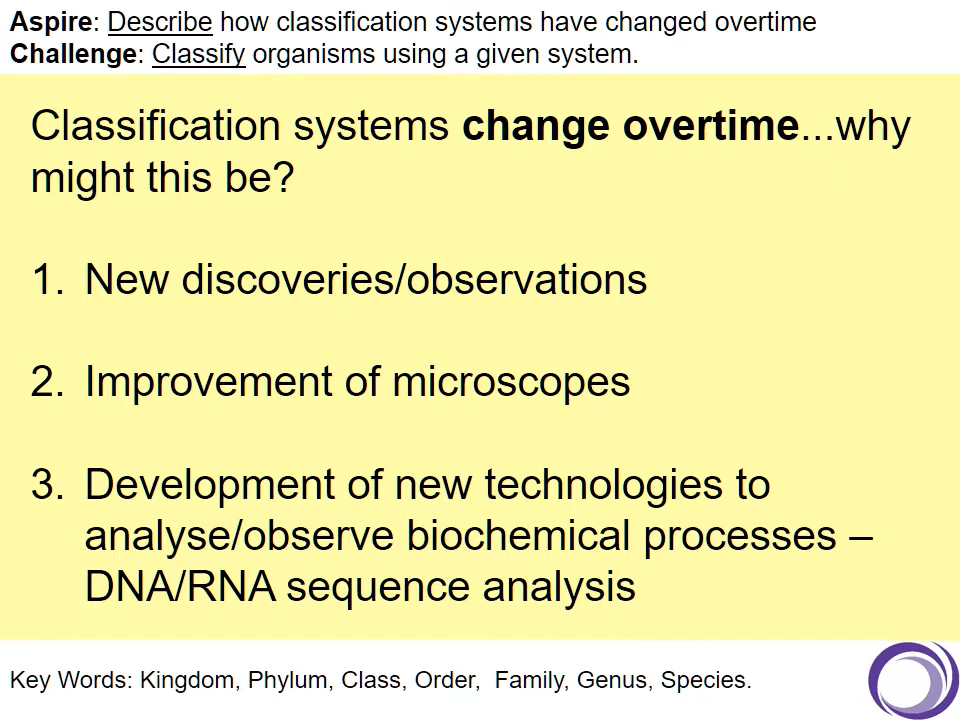 Aspire: Describe how classification systems have changed overtime
Challenge: Classify organisms using a given system.
Classification systems change overtime...why
might this be?
1. New discoveries/observations
2. Improvement of microscopes
3. Development of new technologies to
analyse/observe biochemical processes –
DNA/RNA sequence analysis
Key Words: Kingdom, Phylum, Class, Order,  Family, Genus, Species.